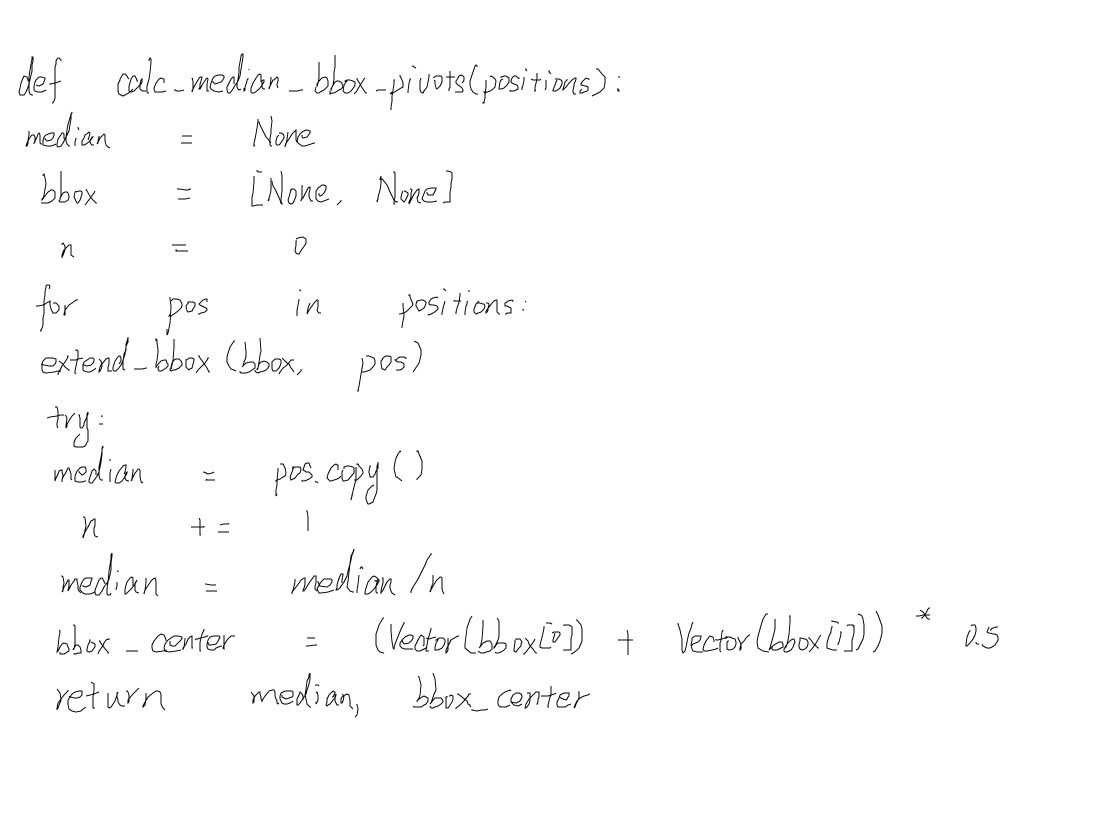 def calc_median_bbox_pivots(positions):
median = None
bbox = [None, None]
n = 0
for pos in positions:
extend_bbox(bbox, pos)
try:
median = pos.copy()
n += 1
median = median/n
bbox_center = (Vector(bbox[0]) + Vector(bbox[1])) * 0.5
return median, bbox_center